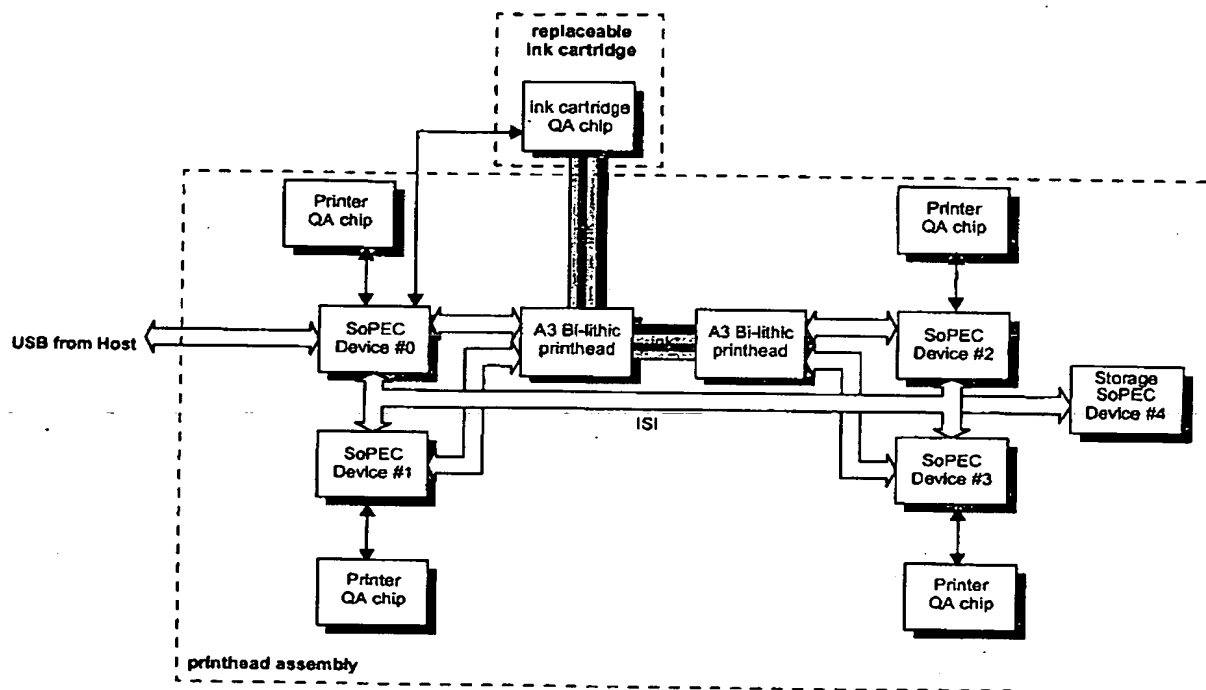 replaceable
ink cartridge
ink cartridge
QA chip
Printer
QA chip
Printer
QA chip
USB from Host
SoPEC
Device #0
A3 Bi-lithic
printhead
ink
A3 Bi-lithic
printhead
SoPEC
Device #2
Storage
SoPEC
Device #4
ISI
SoPEC
Device #1
SoPEC
Device #3
Printer
QA chip
Printer
QA chip
printhead assembly